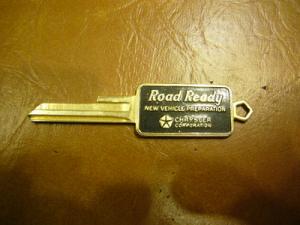 Road Ready
NEW VEHICLE PREPARATION
CHRYSLER
CORPORATION